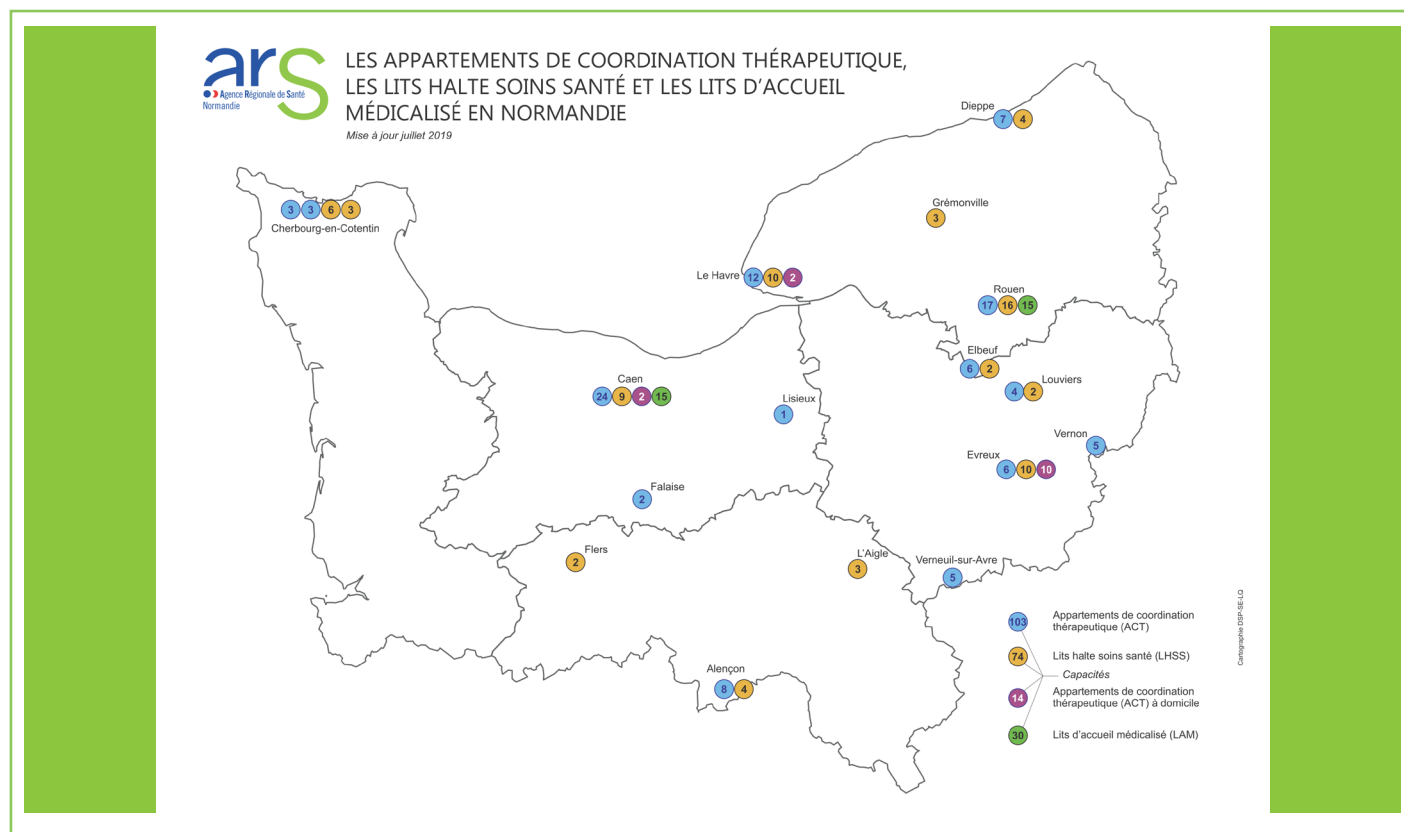 ars
Agence Régionale de Santé
Normandie
LES APPARTEMENTS DE COORDINATION THÉRAPEUTIQUE,
LES LITS HALTE SOINS SANTÉ ET LES LITS D’ACCUEIL
MÉDICALISÉ EN NORMANDIE
Mise à jour juillet 2019
Dieppe
7 4
3 3 6 3
Cherbourg-en-Cotentin
Grémonville
3
Le Havre 12 10 2
Rouen
17 16 15
Elbeuf
6 2
Louviers
4 2
Caen
24 9 2 15
Lisieux
1
Vernon
5
Evreux
6 10 10
Falaise
2
Flers
2
L’Aigle
3
Verneuil-sur-Avre
5
Alençon
8 4
103 Appartements de coordination
thérapeutique (ACT)
74 Lits halte soins santé (LHSS)
Capacités
14 Appartements de coordination
thérapeutique (ACT) à domicile
30 Lits d’accueil médicalisé (LAM)
Cartographie DSP-SE-LQ